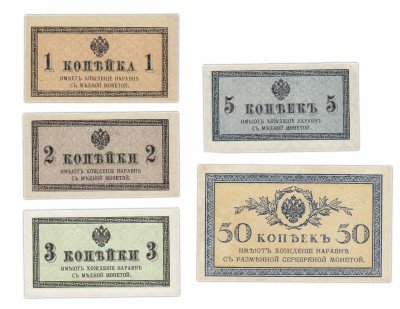 1 КОПѢЙКА 1
ИМѢЕТЪ ХОЖДЕНІЕ НАРАВНѢ
СЪ МѢДНОЙ МОНЕТОЙ.
2 КОПѢЙКИ 2
ИМѢЮТЪ ХОЖДЕНІЕ НАРАВНѢ
СЪ МѢДНОЙ МОНЕТОЙ.
3 КОПѢЙКИ 3
ИМѢЮТЪ ХОЖДЕНІЕ НАРАВНѢ
СЪ МѢДНОЙ МОНЕТОЙ.
5 КОПѢЕКЪ 5
ИМѢЮТЪ ХОЖДЕНІЕ НАРАВНѢ
СЪ МѢДНОЙ МОНЕТОЙ.
50 КОПѢЕКЪ 50
ИМѢЮТЪ ХОЖДЕНІЕ НАРАВНѢ
СЪ РАЗМѢННОЙ СЕРЕБРЯНОЙ МОНЕТОЙ.